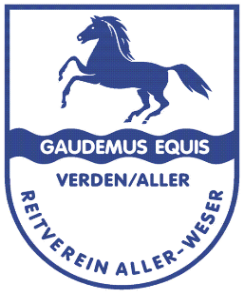 GAUDEMUS EQUIS
VERDEN/ALLER
REITVEREIN ALLER-WESER